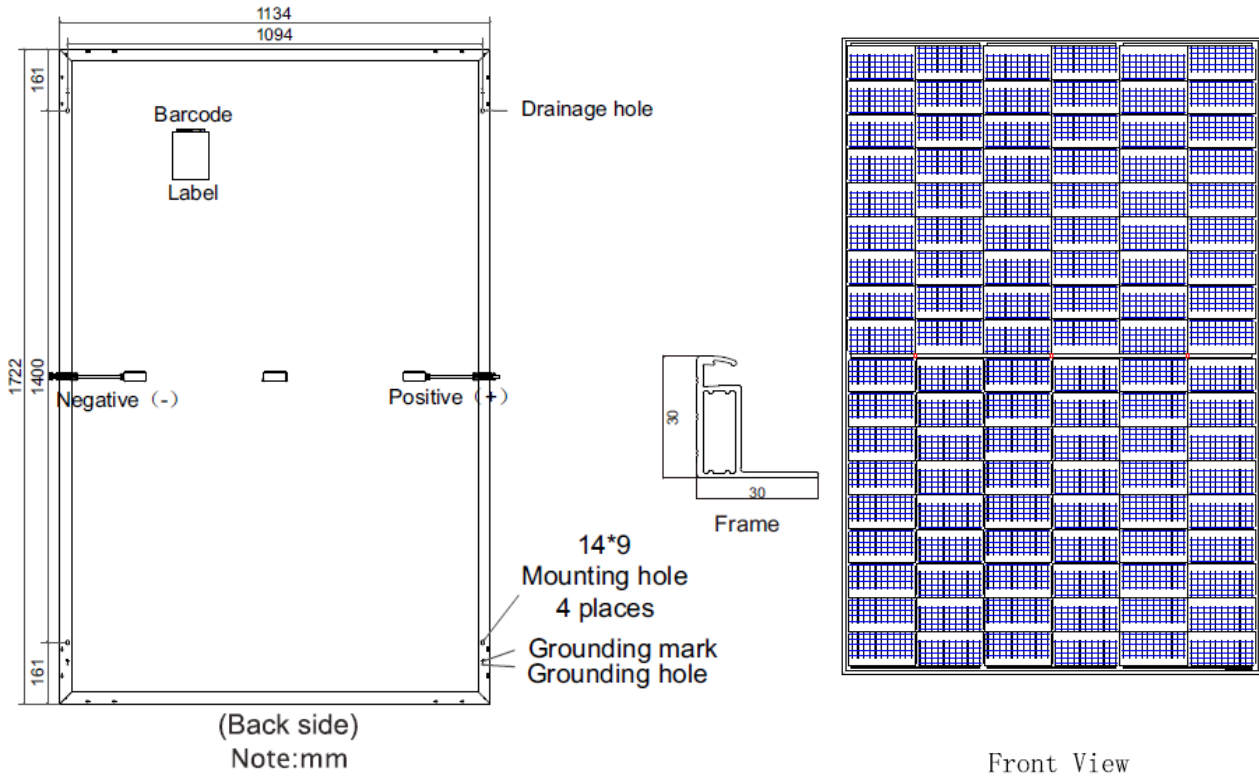 1134
1094
161
Drainage hole
Barcode
Label
1722
1400
Negative（-）
Positive（+）
30
30
Frame
14*9
Mounting hole
4 places
Grounding mark
Grounding hole
161
(Back side)
Note:mm
Front View